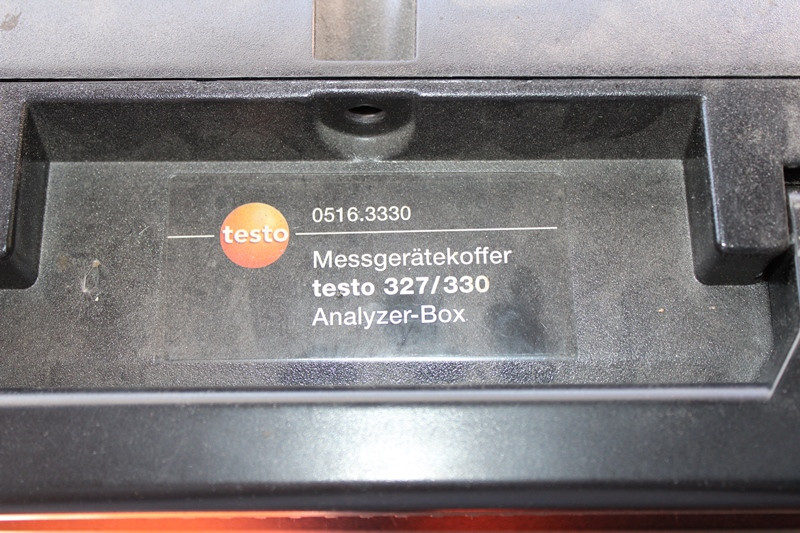 0516.3330
testo
Messgerätekoffer
testo 327/330
Analyzer-Box